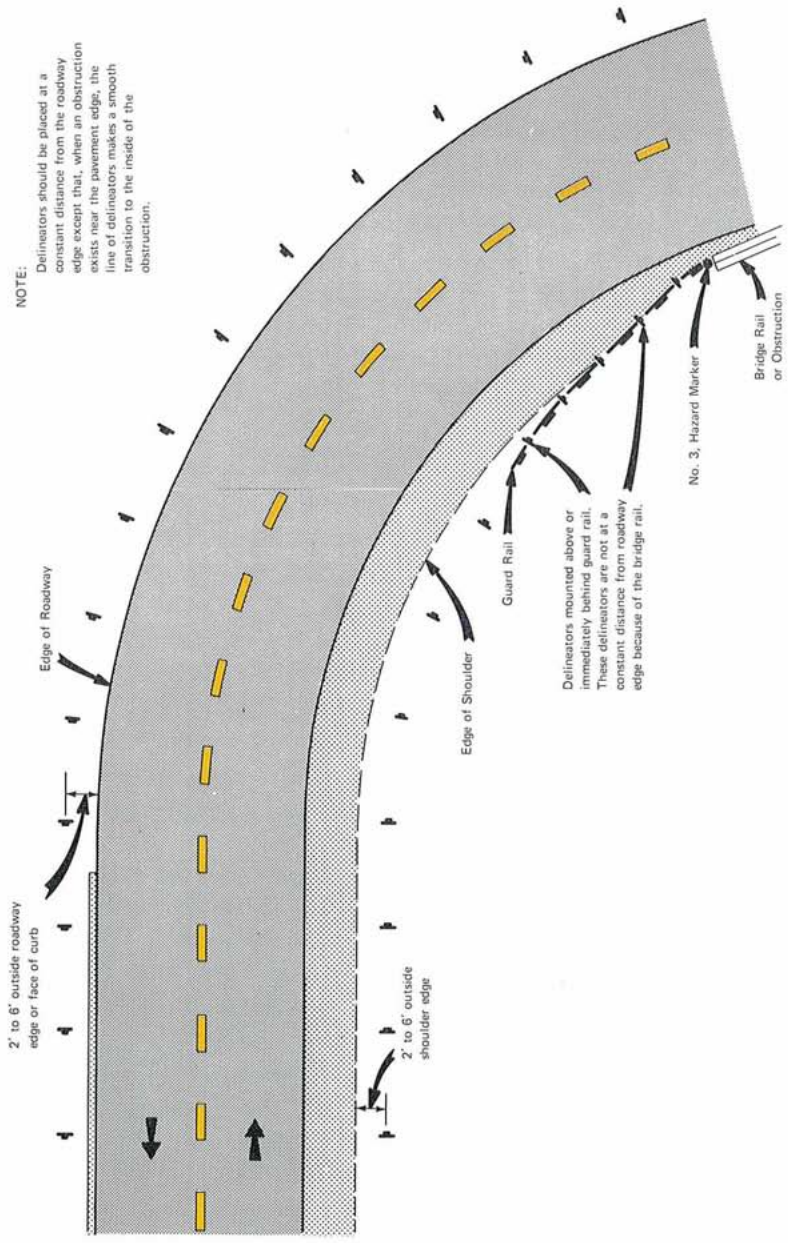 NOTE:
Delineators should be placed at a
constant distance from the roadway
edge except that, when an obstruction
exists near the pavement edge, the
line of delineators makes a smooth
transition to the inside of the
obstruction.
Edge of Roadway
2' to 6' outside roadway
edge or face of curb
Guard Rail
Delineators mounted above or
immediately behind guard rail.
These delineators are not at a
constant distance from roadway
edge because of the bridge rail.
No. 3, Hazard Marker
Bridge Rail
or Obstruction
Edge of Shoulder
2' to 6' outside
shoulder edge